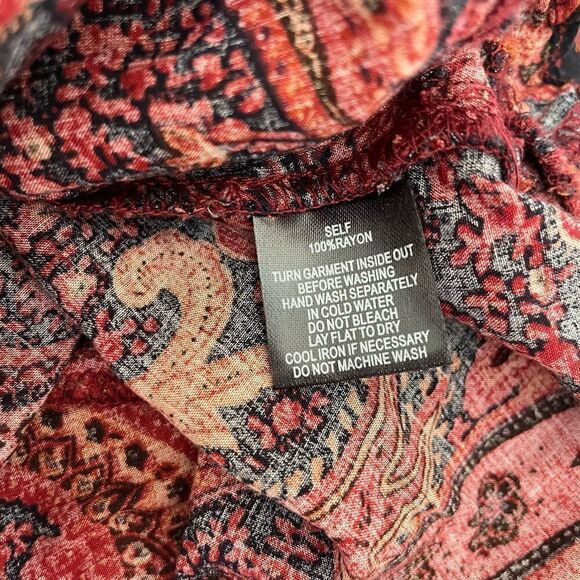 SELF
100%RAYON
TURN GARMENT INSIDE OUT
BEFORE WASHING
HAND WASH SEPARATELY
IN COLD WATER
DO NOT BLEACH
LAY FLAT TO DRY
COOL IRON IF NECESSARY
DO NOT MACHINE WASH